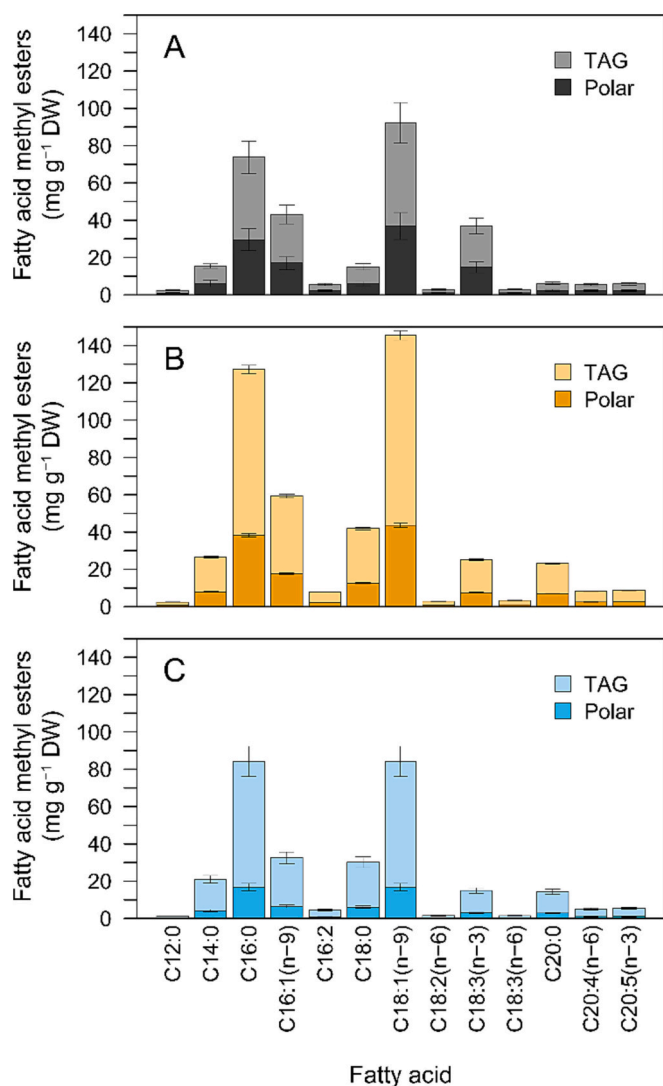 A
TAG
Polar
140
120
100
80
60
40
20
0
Fatty acid methyl esters
(mg g⁻¹ DW)
B
TAG
Polar
140
120
100
80
60
40
20
0
Fatty acid methyl esters
(mg g⁻¹ DW)
C
TAG
Polar
140
120
100
80
60
40
20
0
Fatty acid methyl esters
(mg g⁻¹ DW)
C12:0
C14:0
C16:0
C16:1(n−9)
C16:2
C18:0
C18:1(n−9)
C18:2(n−6)
C18:3(n−3)
C18:3(n−6)
C20:0
C20:4(n−6)
C20:5(n−3)
Fatty acid